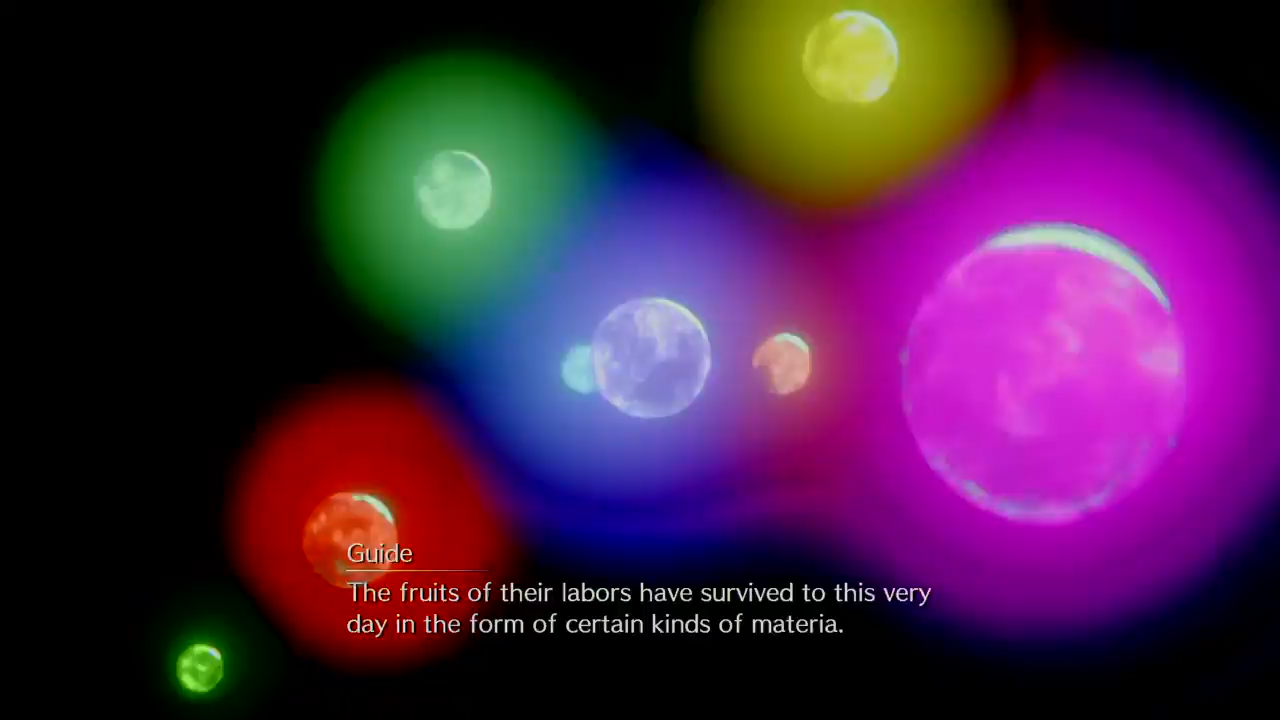 Guide
The fruits of their labors have survived to this very
day in the form of certain kinds of materia.